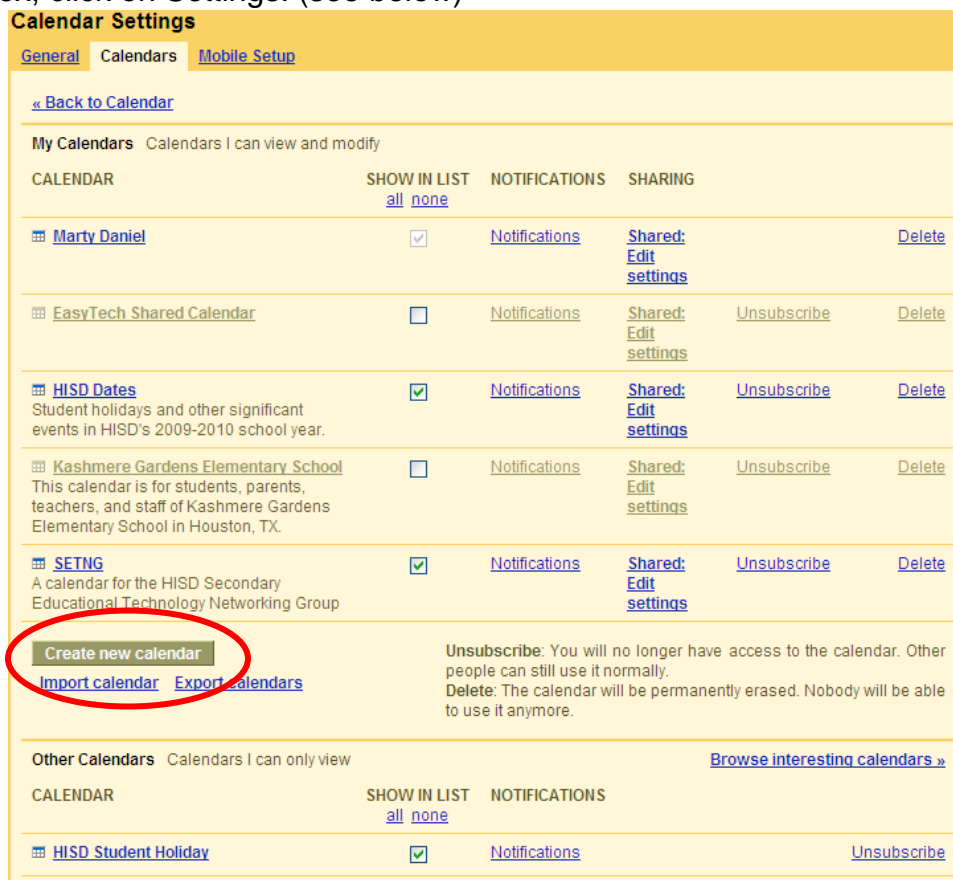 click on Settings. (see below)
Calendar Settings
General Calendars Mobile Setup
« Back to Calendar
My Calendars Calendars I can view and modify
CALENDAR SHOW IN LIST NOTIFICATIONS SHARING
all none
Marty Daniel Notifications Shared: Delete
Edit
settings
EasyTech Shared Calendar Notifications Shared: Unsubscribe Delete
Edit
settings
HISD Dates Notifications Shared: Unsubscribe Delete
Student holidays and other significant Edit
events in HISD's 2009-2010 school year. settings
Kashmere Gardens Elementary School Notifications Shared: Unsubscribe Delete
This calendar is for students, parents, Edit
teachers, and staff of Kashmere Gardens settings
Elementary School in Houston, TX.
SETNG Notifications Shared: Unsubscribe Delete
A calendar for the HISD Secondary Edit
Educational Technology Networking Group settings
Create new calendar
Import calendar Export calendars
Unsubscribe: You will no longer have access to the calendar. Other
people can still use it normally.
Delete: The calendar will be permanently erased. Nobody will be able
to use it anymore.
Other Calendars Calendars I can only view Browse interesting calendars »
CALENDAR SHOW IN LIST NOTIFICATIONS
all none
HISD Student Holiday Notifications Unsubscribe